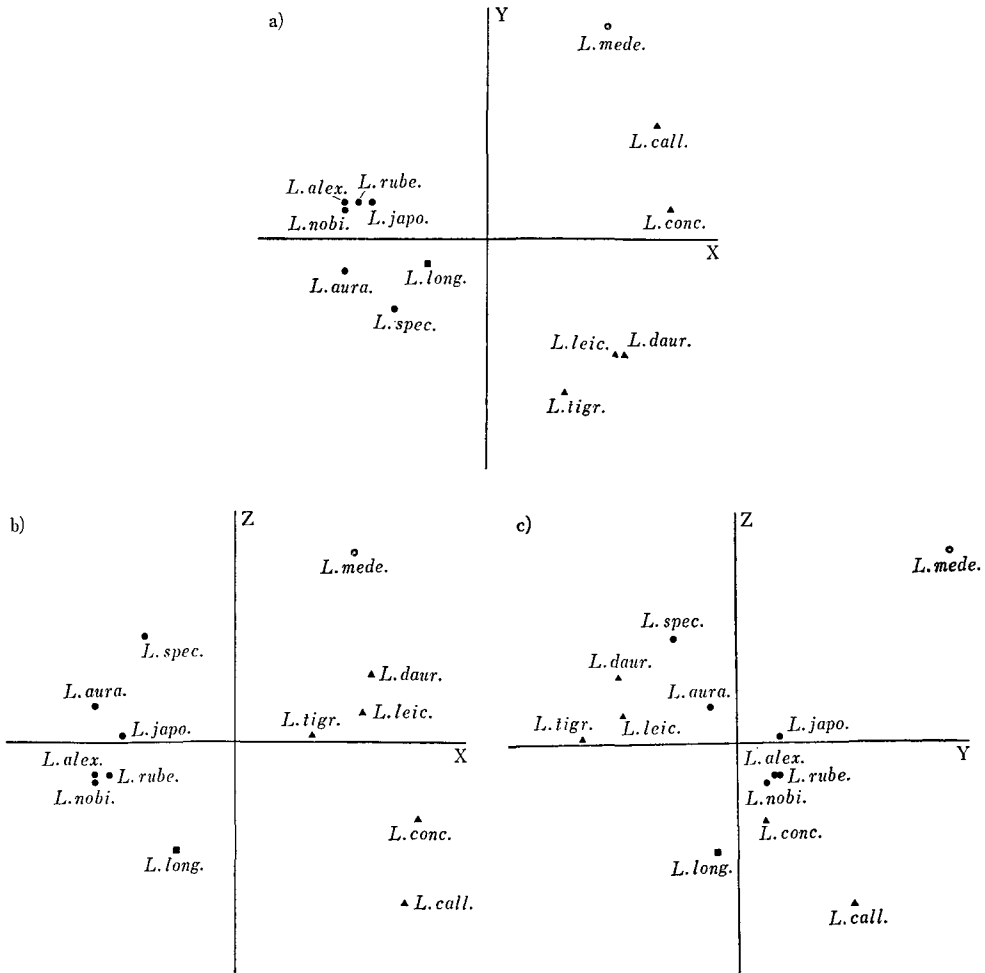 a)
Y
L.mede.
L.call.
L.alex. L.rube.
L.nobi. L.japo.
L.conc.
X
L.aura. L.long.
L.spec.
L.leic. L.daur.
L.tigr.
b)
Z
L.mede.
L.spec.
L.daur.
L.aura.
L.tigr. L.leic.
L.japo.
X
L.alex.
L.rube.
L.nobi.
L.conc.
L.long.
L.call.
c)
Z
L.mede.
L.spec.
L.daur.
L.aura.
L.tigr. L.leic. L.japo.
Y
L.alex.
L.rube.
L.nobi.
L.conc.
L.long.
L.call.